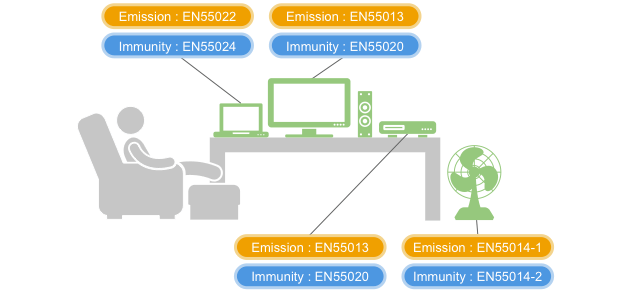 Emission : EN55022
Immunity : EN55024
Emission : EN55013
Immunity : EN55020
Emission : EN55013
Immunity : EN55020
Emission : EN55014-1
Immunity : EN55014-2